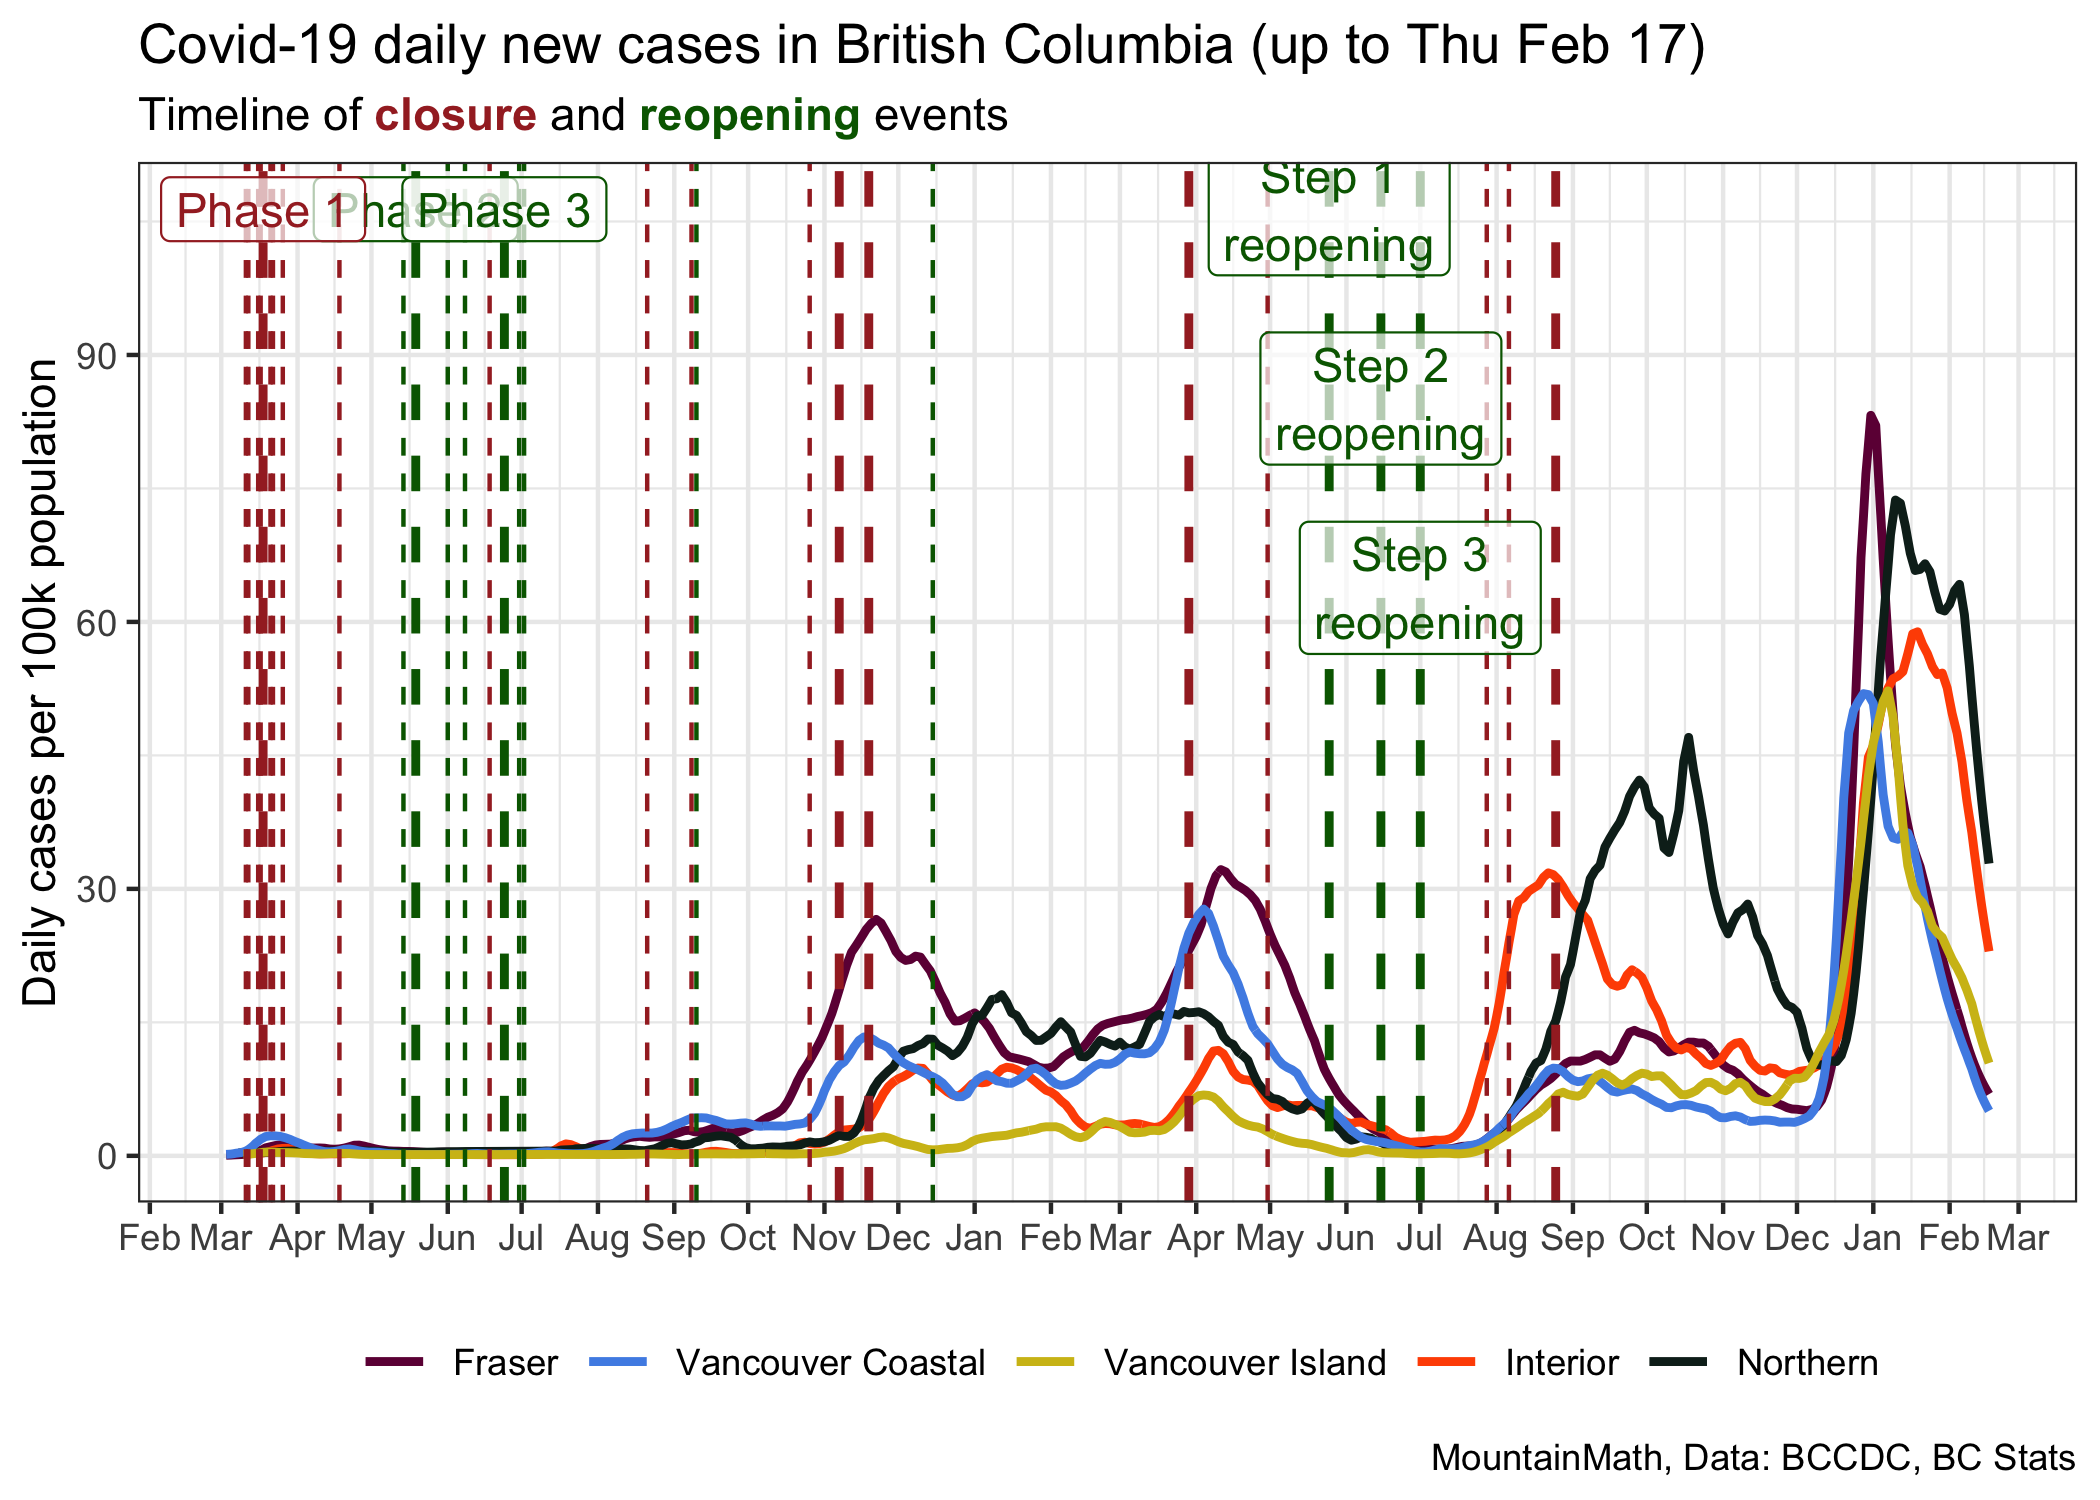 Covid-19 daily new cases in British Columbia (up to Thu Feb 17)
Timeline of closure and reopening events
Phase 1
Phase 3
Step 1
reopening
Step 2
reopening
Step 3
reopening
Daily cases per 100k population
90
60
30
0
Feb Mar Apr May Jun Jul Aug Sep Oct Nov Dec Jan Feb Mar Apr May Jun Jul Aug Sep Oct Nov Dec Jan Feb Mar
Fraser Vancouver Coastal Vancouver Island Interior Northern
MountainMath, Data: BCCDC, BC Stats